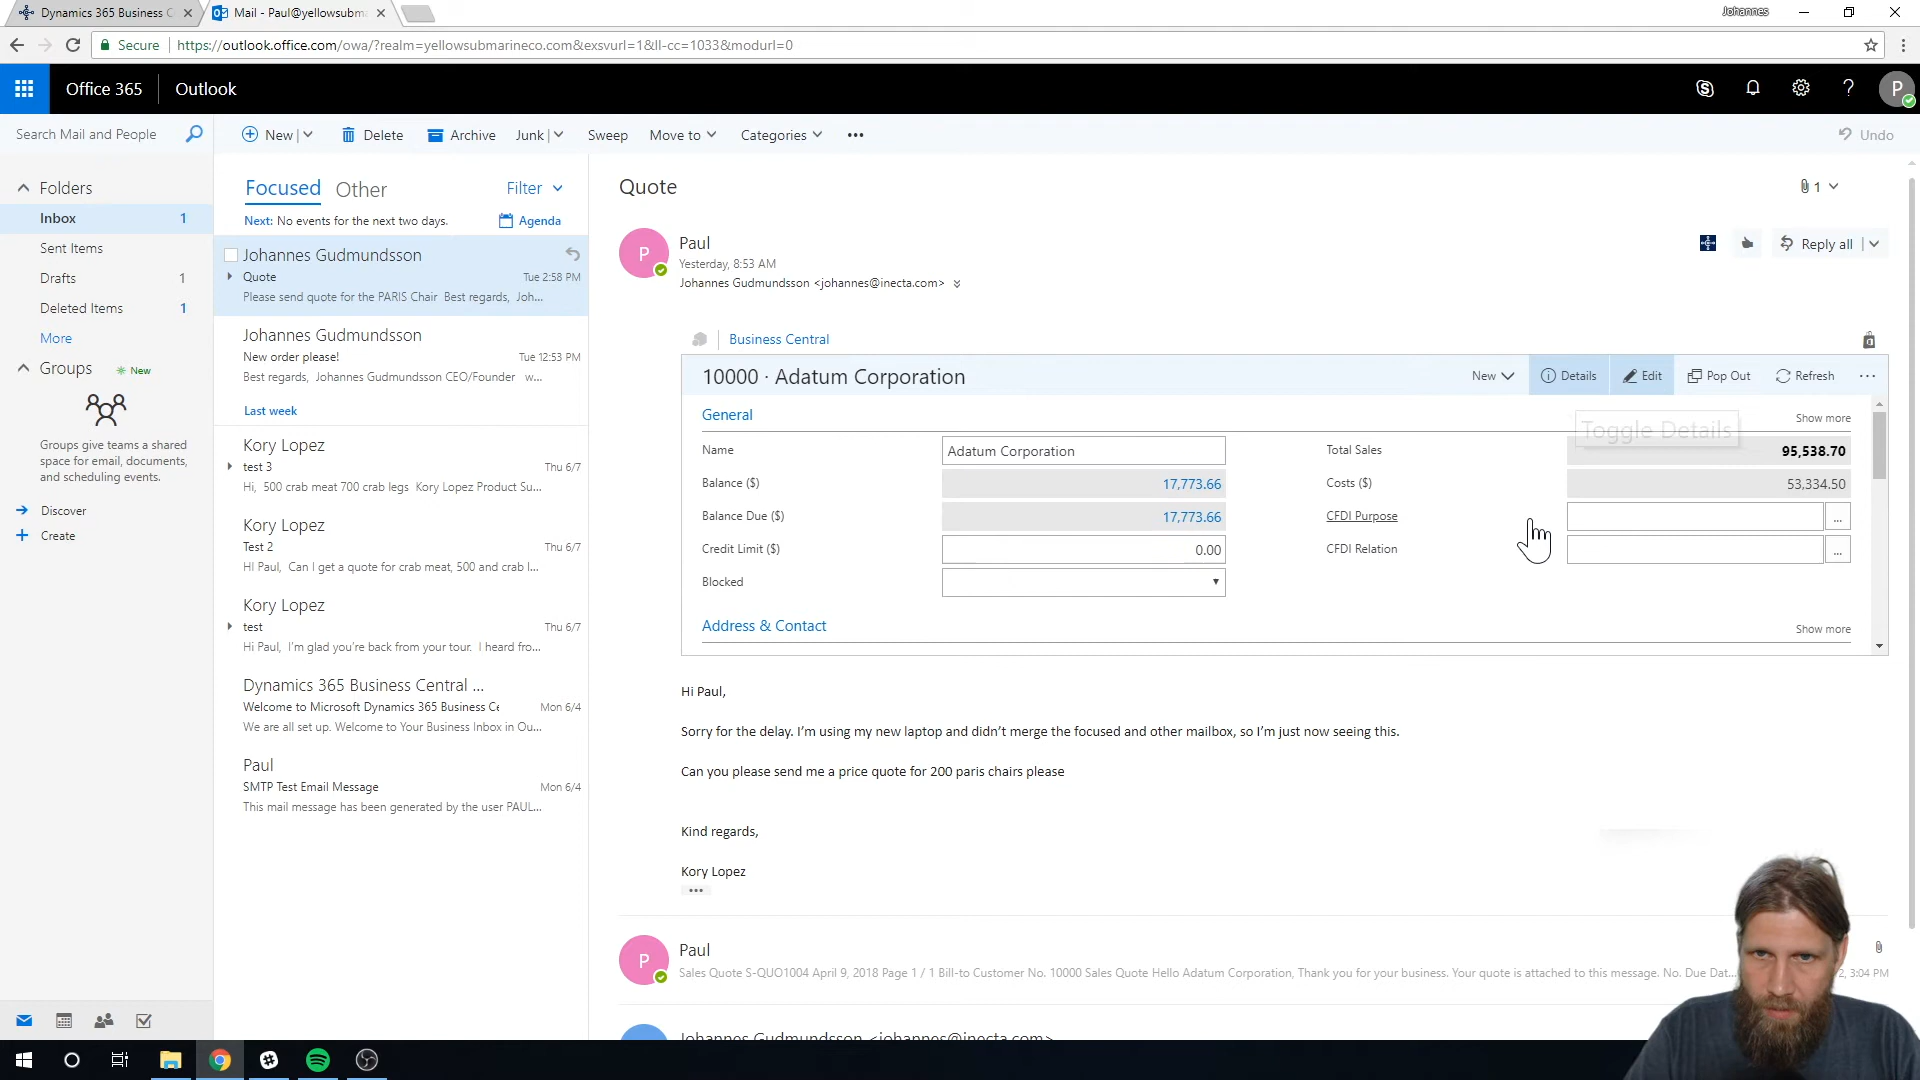 Dynamics 365 Business C
Mail - Paul@yellowsubma
Johannes
Secure
https://outlook.office.com/owa/?realm=yellowsubmarineco.com&exsvurl=1&ll-cc=1033&modurl=0
Office 365
Outlook
P
Search Mail and People
New
Delete
Archive
Junk
Sweep
Move to
Categories
•••
Undo
Folders
Inbox 1
Sent Items
Drafts 1
Deleted Items 1
More
Groups
New
Groups give teams a shared
space for email, documents,
and scheduling events.
Discover
Create
Focused Other Filter
Next: No events for the next two days. Agenda
Johannes Gudmundsson
Quote Tue 2:58 PM
Please send quote for the PARIS Chair Best regards, Joh...
Johannes Gudmundsson
New order please! Tue 12:53 PM
Best regards, Johannes Gudmundsson CEO/Founder w...
Last week
Kory Lopez
test 3 Thu 6/7
Hi, 500 crab meat 700 crab legs Kory Lopez Product Su...
Kory Lopez
Test 2 Thu 6/7
HI Paul, Can I get a quote for crab meat, 500 and crab l...
Kory Lopez
test Thu 6/7
Hi Paul, I'm glad you're back from your tour. I heard fro...
Dynamics 365 Business Central ...
Welcome to Microsoft Dynamics 365 Business Ce Mon 6/4
We are all set up. Welcome to Your Business Inbox in Ou...
Paul
SMTP Test Email Message Mon 6/4
This mail message has been generated by the user PAUL...
Quote
1
P
Paul
Yesterday, 8:53 AM
Johannes Gudmundsson <johannes@inecta.com>
Reply all
Business Central
10000 · Adatum Corporation
New
Details
Edit
Pop Out
Refresh
...
General
Show more
Toggle Details
Name Adatum Corporation Total Sales 95,538.70
Balance ($) 17,773.66 Costs ($) 53,334.50
Balance Due ($) 17,773.66 CFDI Purpose ...
Credit Limit ($) 0.00 CFDI Relation ...
Blocked
Address & Contact Show more
Hi Paul,
Sorry for the delay. I'm using my new laptop and didn't merge the focused and other mailbox, so I'm just now seeing this.
Can you please send me a price quote for 200 paris chairs please
Kind regards,
Kory Lopez
•••
P
Paul
Sales Quote S-QUO1004 April 9, 2018 Page 1 / 1 Bill-to Customer No. 10000 Sales Quote Hello Adatum Corporation, Thank you for your business. Your quote is attached to this message. No. Due Dat... 2, 3:04 PM
Johannes Gudmundsson <johannes@inecta.com>